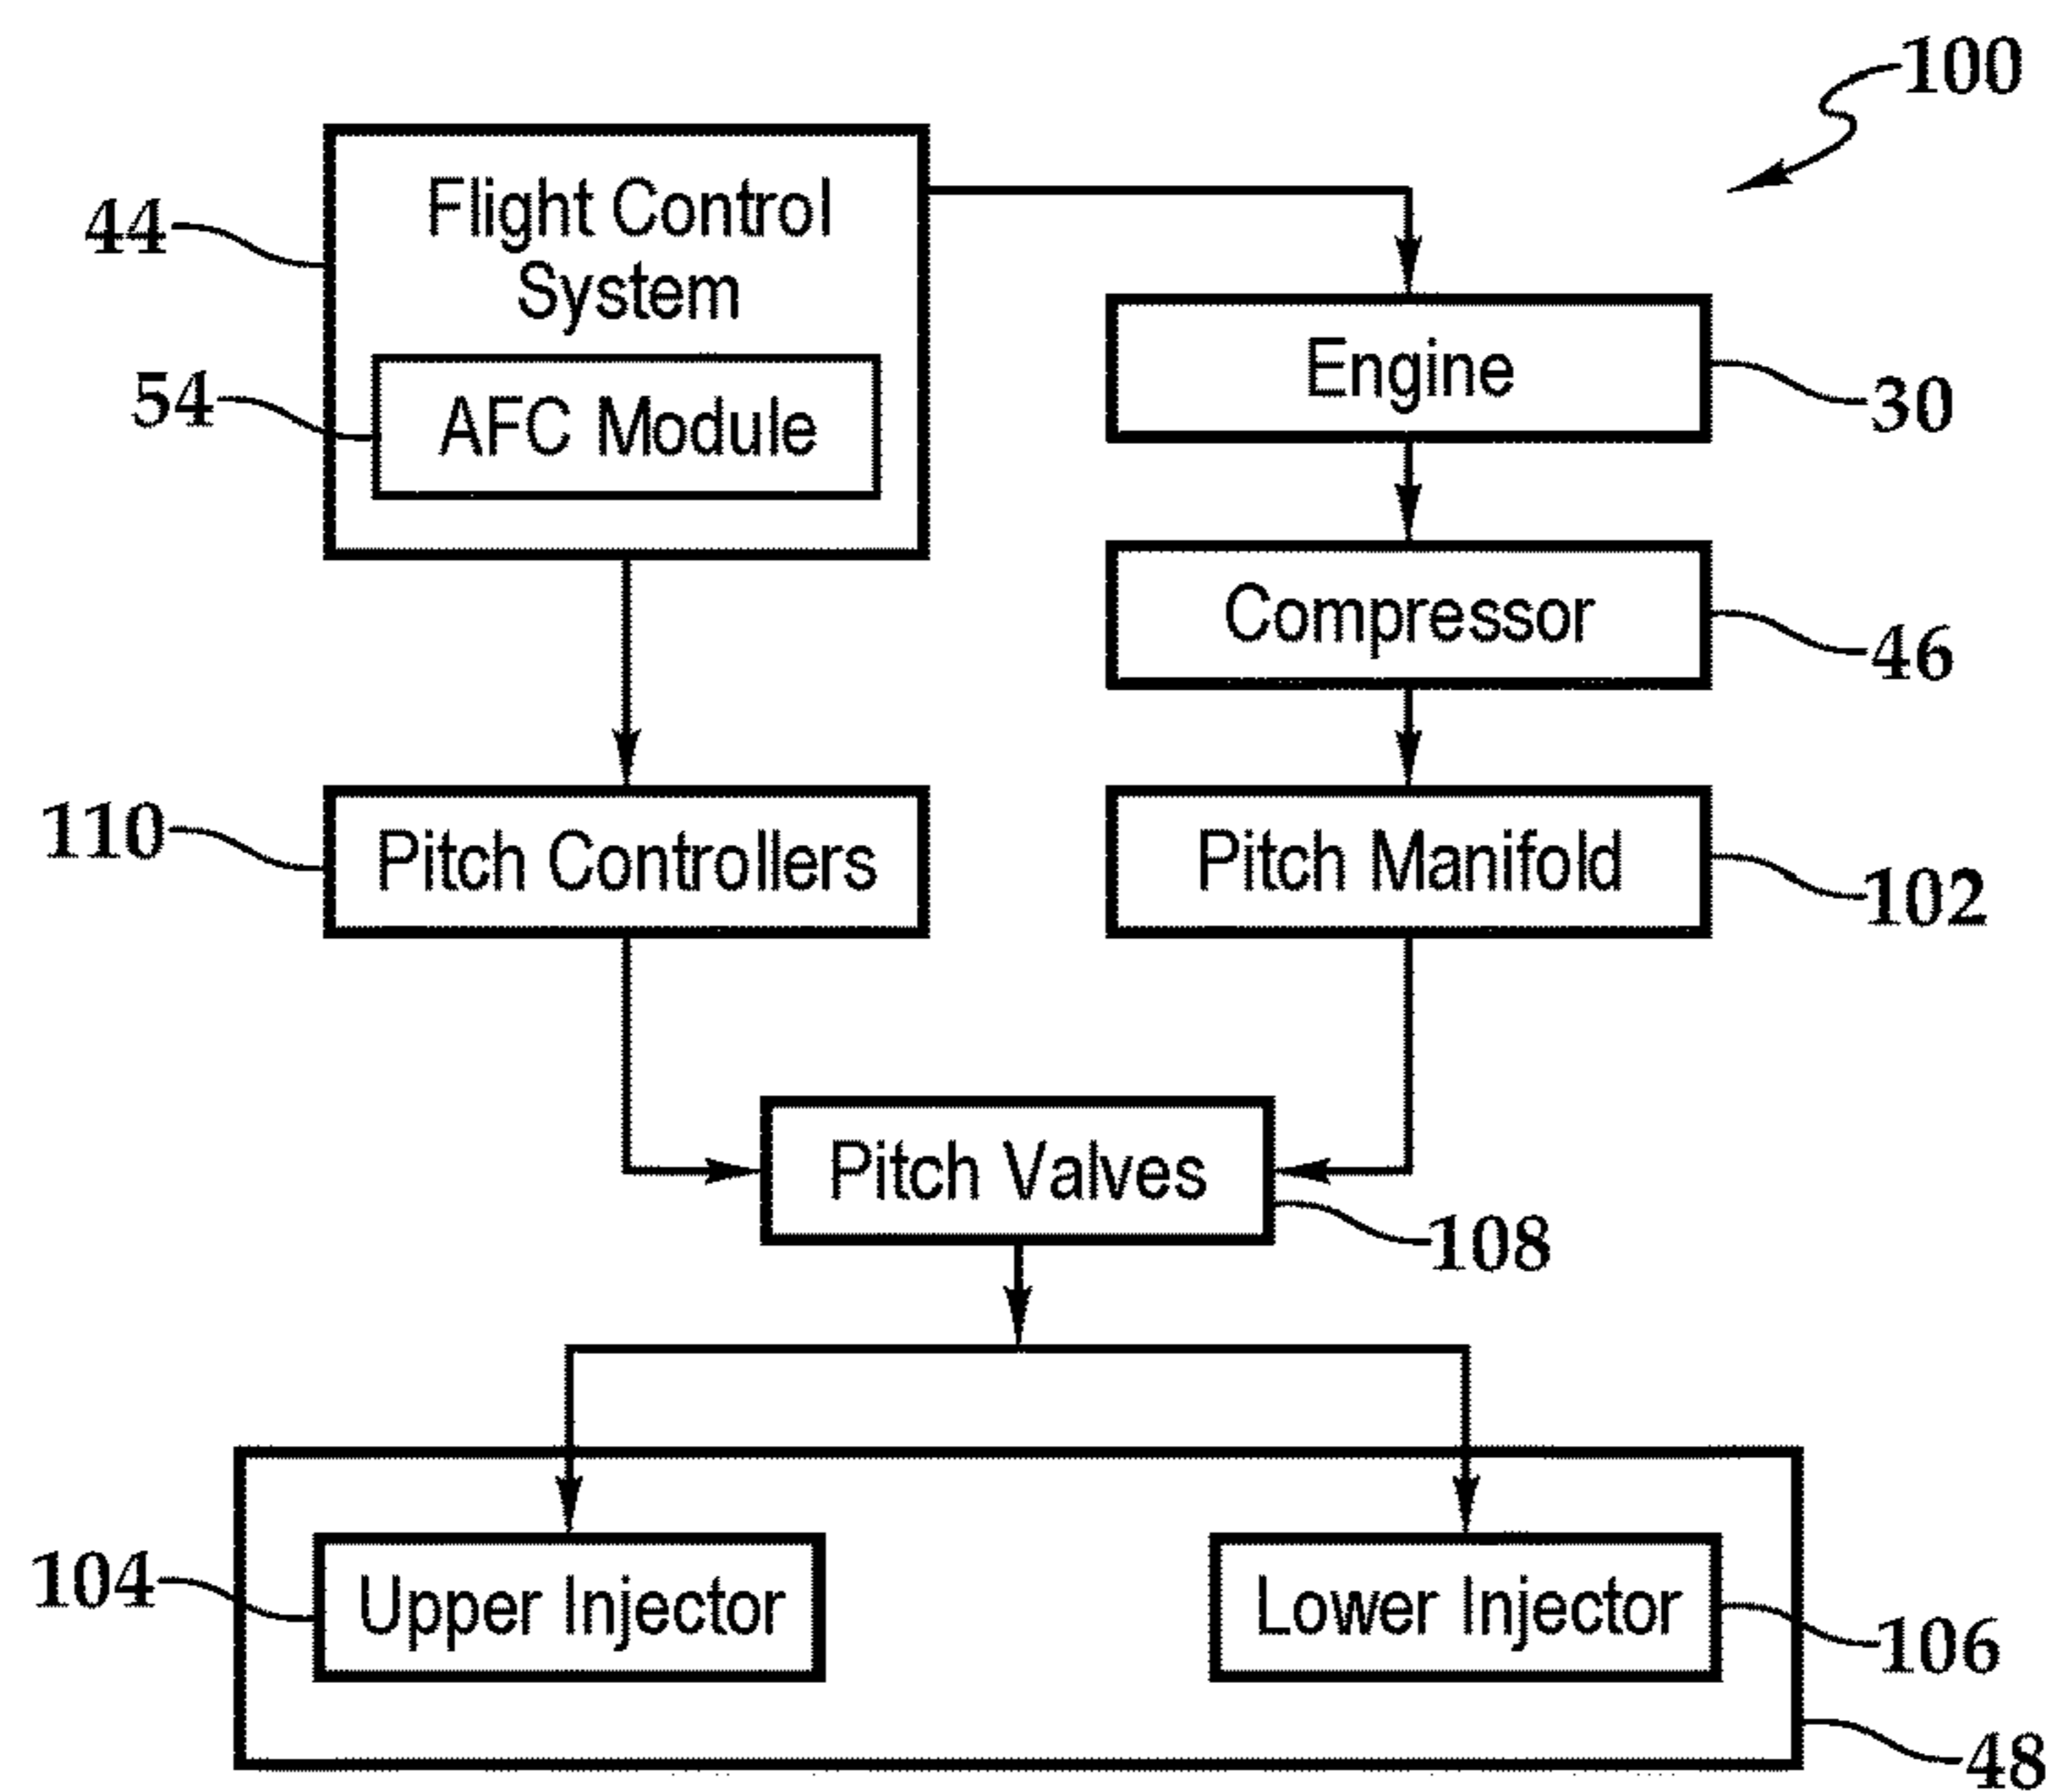 100
44
Flight Control
System
54
AFC Module
Engine
30
Compressor
46
110
Pitch Controllers
Pitch Manifold
102
Pitch Valves
108
104
Upper Injector
Lower Injector
106
48